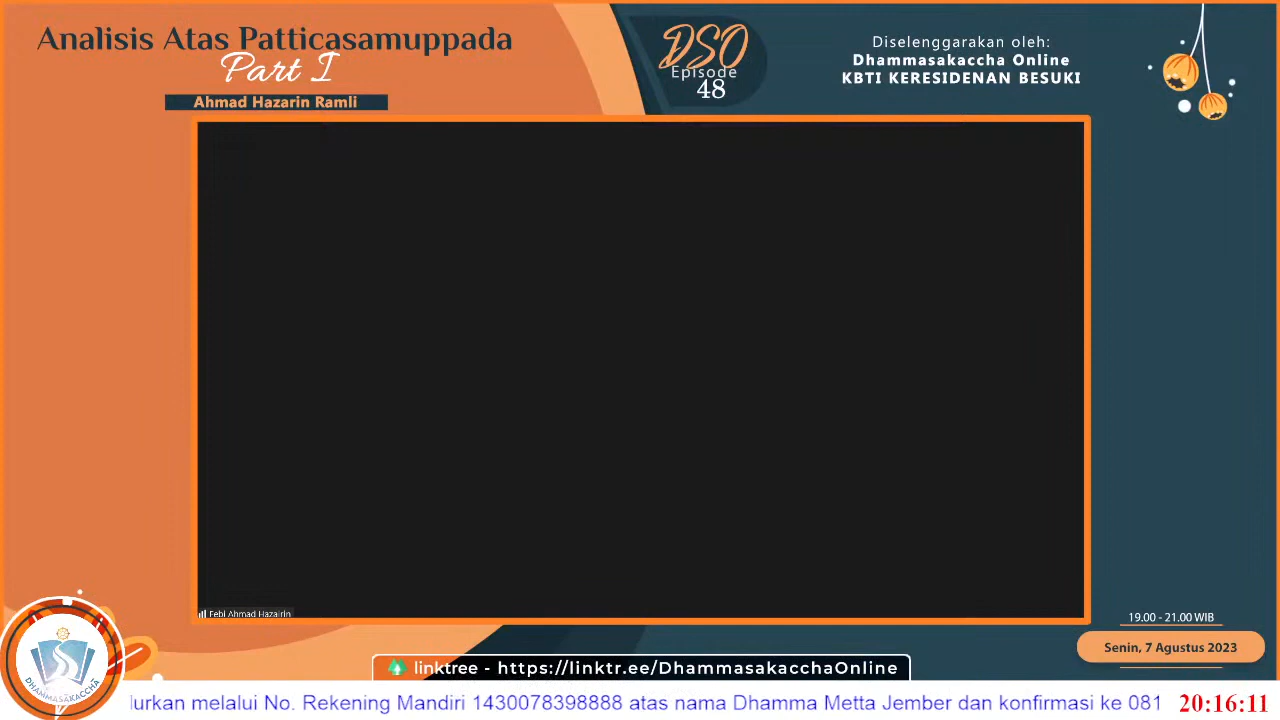 Analisis Atas Patticasamuppada
Part I
Ahmad Hazarin Ramli
DSO
Episode
48
Diselenggarakan oleh:
Dhammasakaccha Online
KBTI KERESIDENAN BESUKI
Febi Ahmad Hazairin
19.00 - 21.00 WIB
Senin, 7 Agustus 2023
DHAMMASAKACCHĀ
linktree - https://linktr.ee/DhammasakacchaOnline
lurkan melalui No. Rekening Mandiri 1430078398888 atas nama Dhamma Metta Jember dan konfirmasi ke 081
20:16:11